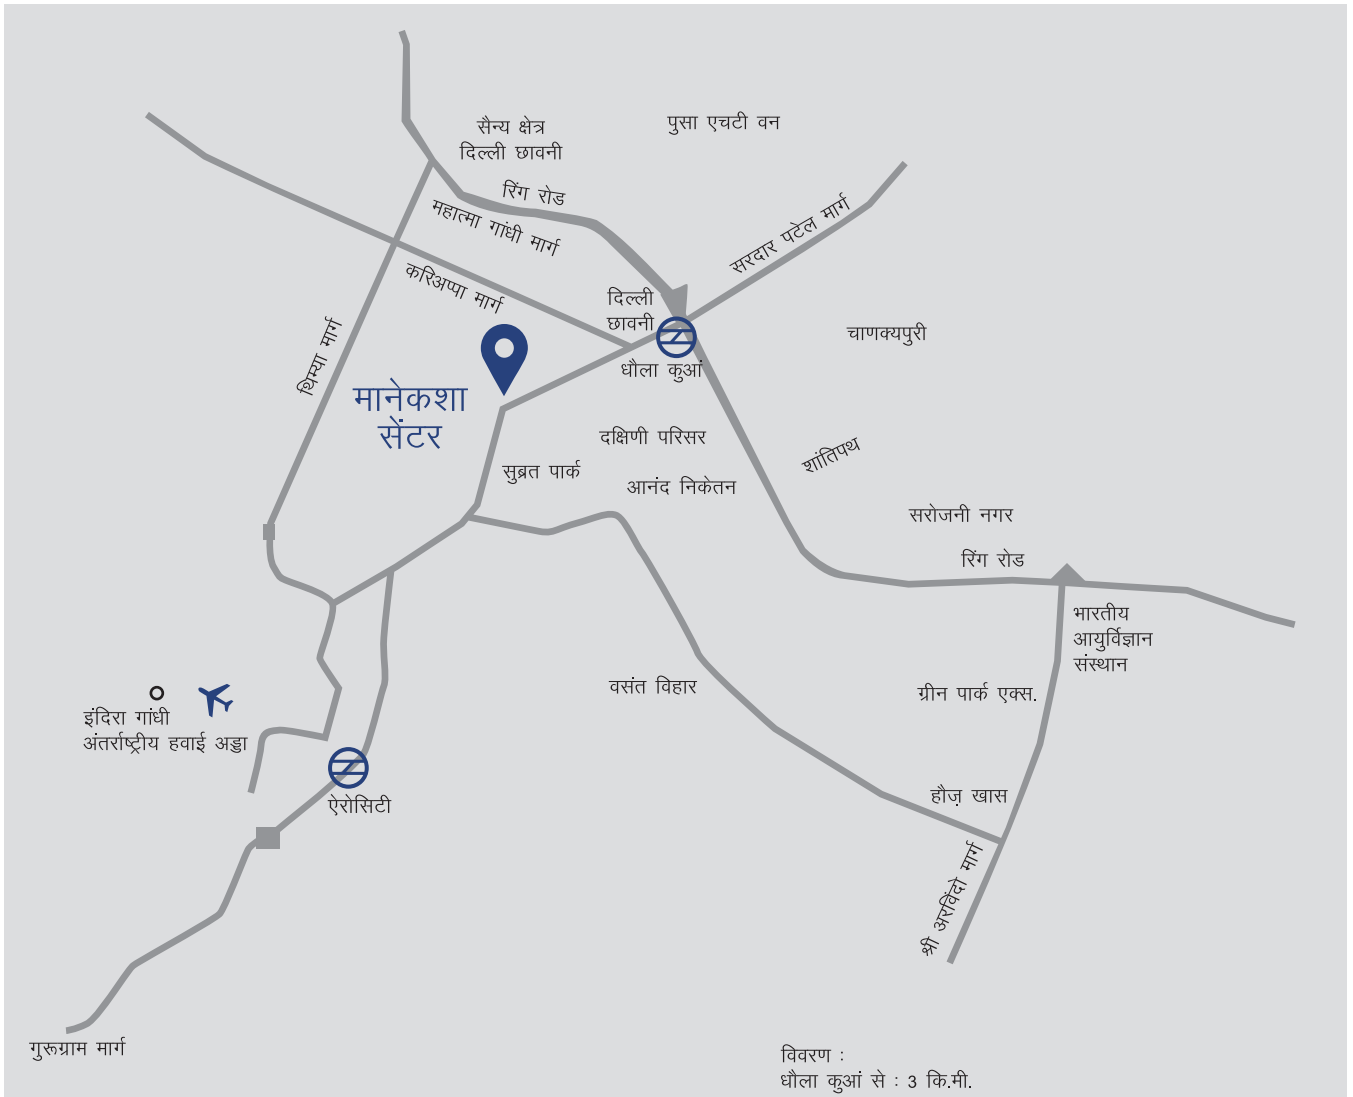 सैन्य क्षेत्र
दिल्ली छावनी
पुसा एचटी वन
रिंग रोड
महात्मा गांधी मार्ग
सरदार पटेल मार्ग
करिअप्पा मार्ग
दिल्ली
छावनी
चाणक्यपुरी
थिम्या मार्ग
धौला कुआं
मानेकशा
सेंटर
दक्षिणी परिसर
शांतिपथ
सुब्रत पार्क
आनंद निकेतन
सरोजनी नगर
रिंग रोड
भारतीय
आयुर्विज्ञान
संस्थान
वसंत विहार
ग्रीन पार्क एक्स.
इंदिरा गांधी
अंतर्राष्ट्रीय हवाई अड्डा
ऐरोसिटी
हौज़ खास
श्री अरविंदो मार्ग
गुरूग्राम मार्ग
विवरण :
धौला कुआं से : 3 कि.मी.